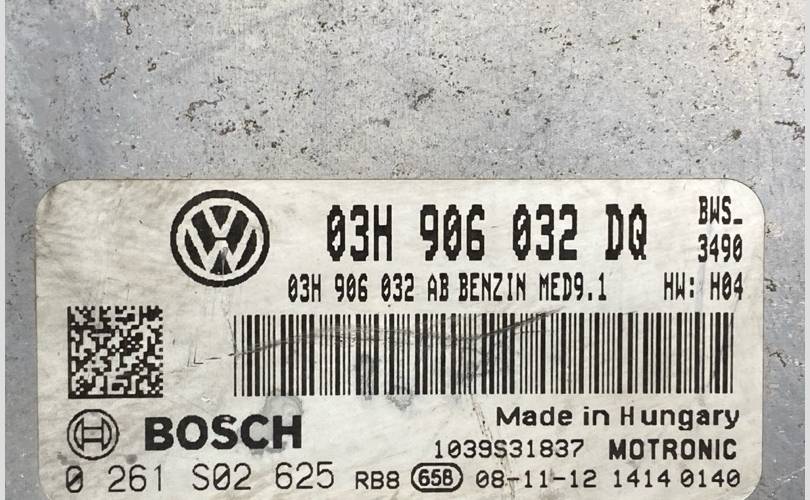 03H 906 032 DQ BWS_
3490
03H 906 032 AB BENZIN MED9.1 HW: H04
BOSCH Made in Hungary
1039S31837 MOTRONIC
0 261 S02 625 RB8 65B 08-11-12 1414 0140